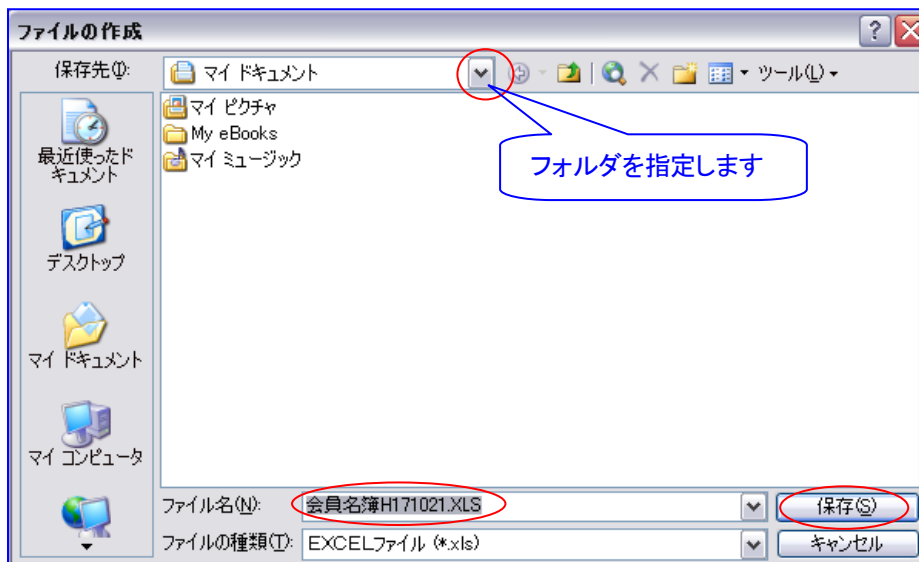 ファイルの作成
保存先(I):
マイ ドキュメント
ツール(L)
マイ ピクチャ
My eBooks
マイ ミュージック
フォルダを指定します
最近使ったド
キュメント
デスクトップ
マイ ドキュメント
マイ コンピュータ
ファイル名(N):
会員名簿H171021.XLS
保存(S)
ファイルの種類(T):
EXCELファイル (*.xls)
キャンセル